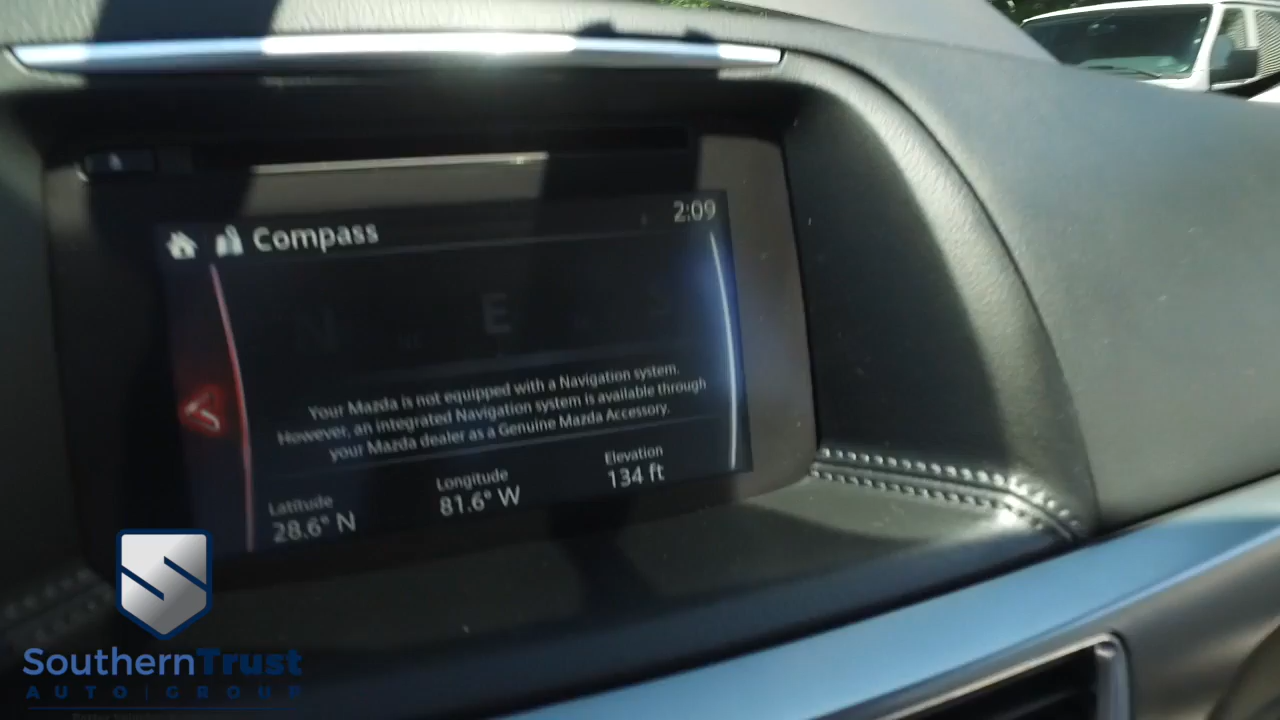 2:09
Compass
E
Your Mazda is not equipped with a Navigation system.
However, an integrated Navigation system is available through
your Mazda dealer as a Genuine Mazda Accessory.
Latitude
28.6° N
Longitude
81.6° W
Elevation
134 ft
SouthernTrust
AUTO | GROUP